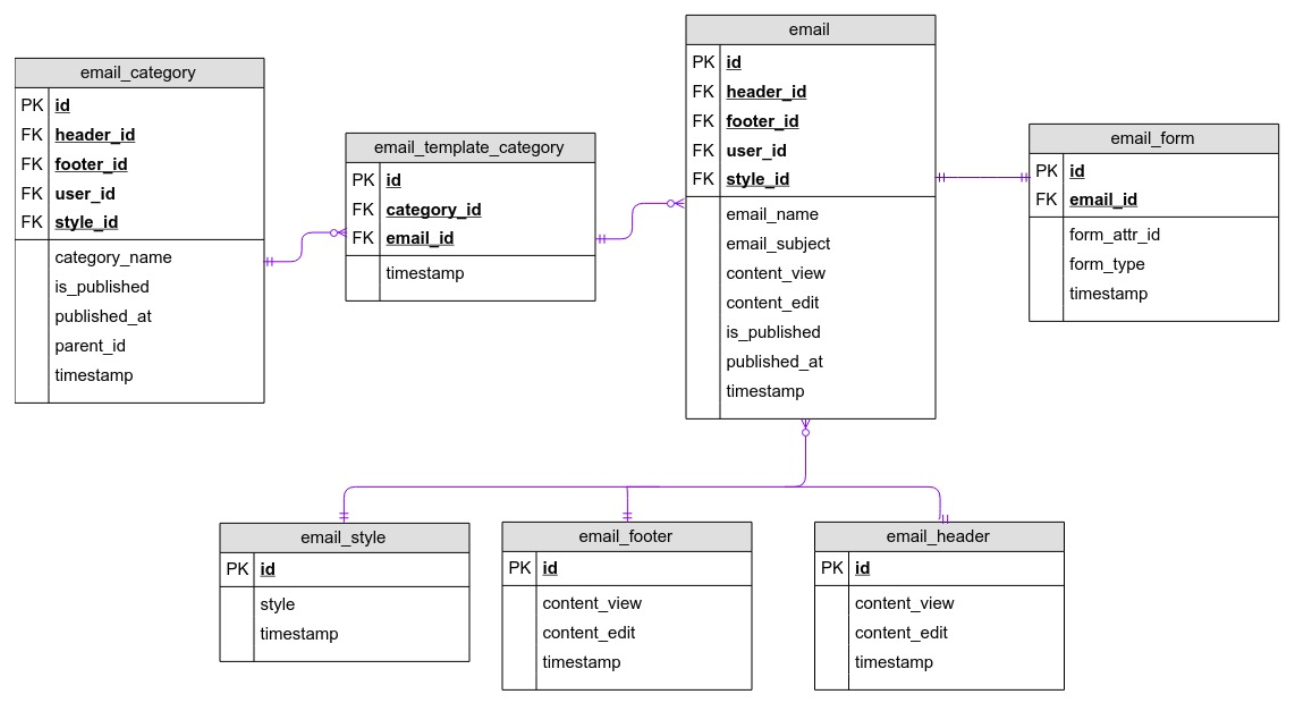 email_category
PK id
FK header_id
FK footer_id
FK user_id
FK style_id
category_name
is_published
published_at
parent_id
timestamp
email_template_category
PK id
FK category_id
FK email_id
timestamp
email
PK id
FK header_id
FK footer_id
FK user_id
FK style_id
email_name
email_subject
content_view
content_edit
is_published
published_at
timestamp
email_form
PK id
FK email_id
form_attr_id
form_type
timestamp
email_style
PK id
style
timestamp
email_footer
PK id
content_view
content_edit
timestamp
email_header
PK id
content_view
content_edit
timestamp